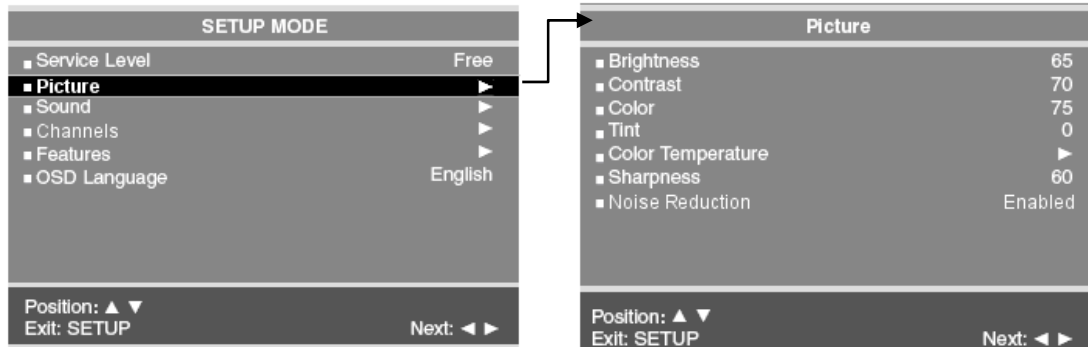 SETUP MODE
■ Service Level Free
■ Picture ►
■ Sound ►
■ Channels ►
■ Features ►
■ OSD Language English
Position: ▲ ▼
Exit: SETUP Next: ◄ ►
Picture
■ Brightness 65
■ Contrast 70
■ Color 75
■ Tint 0
■ Color Temperature ►
■ Sharpness 60
■ Noise Reduction Enabled
Position: ▲ ▼
Exit: SETUP Next: ◄ ►